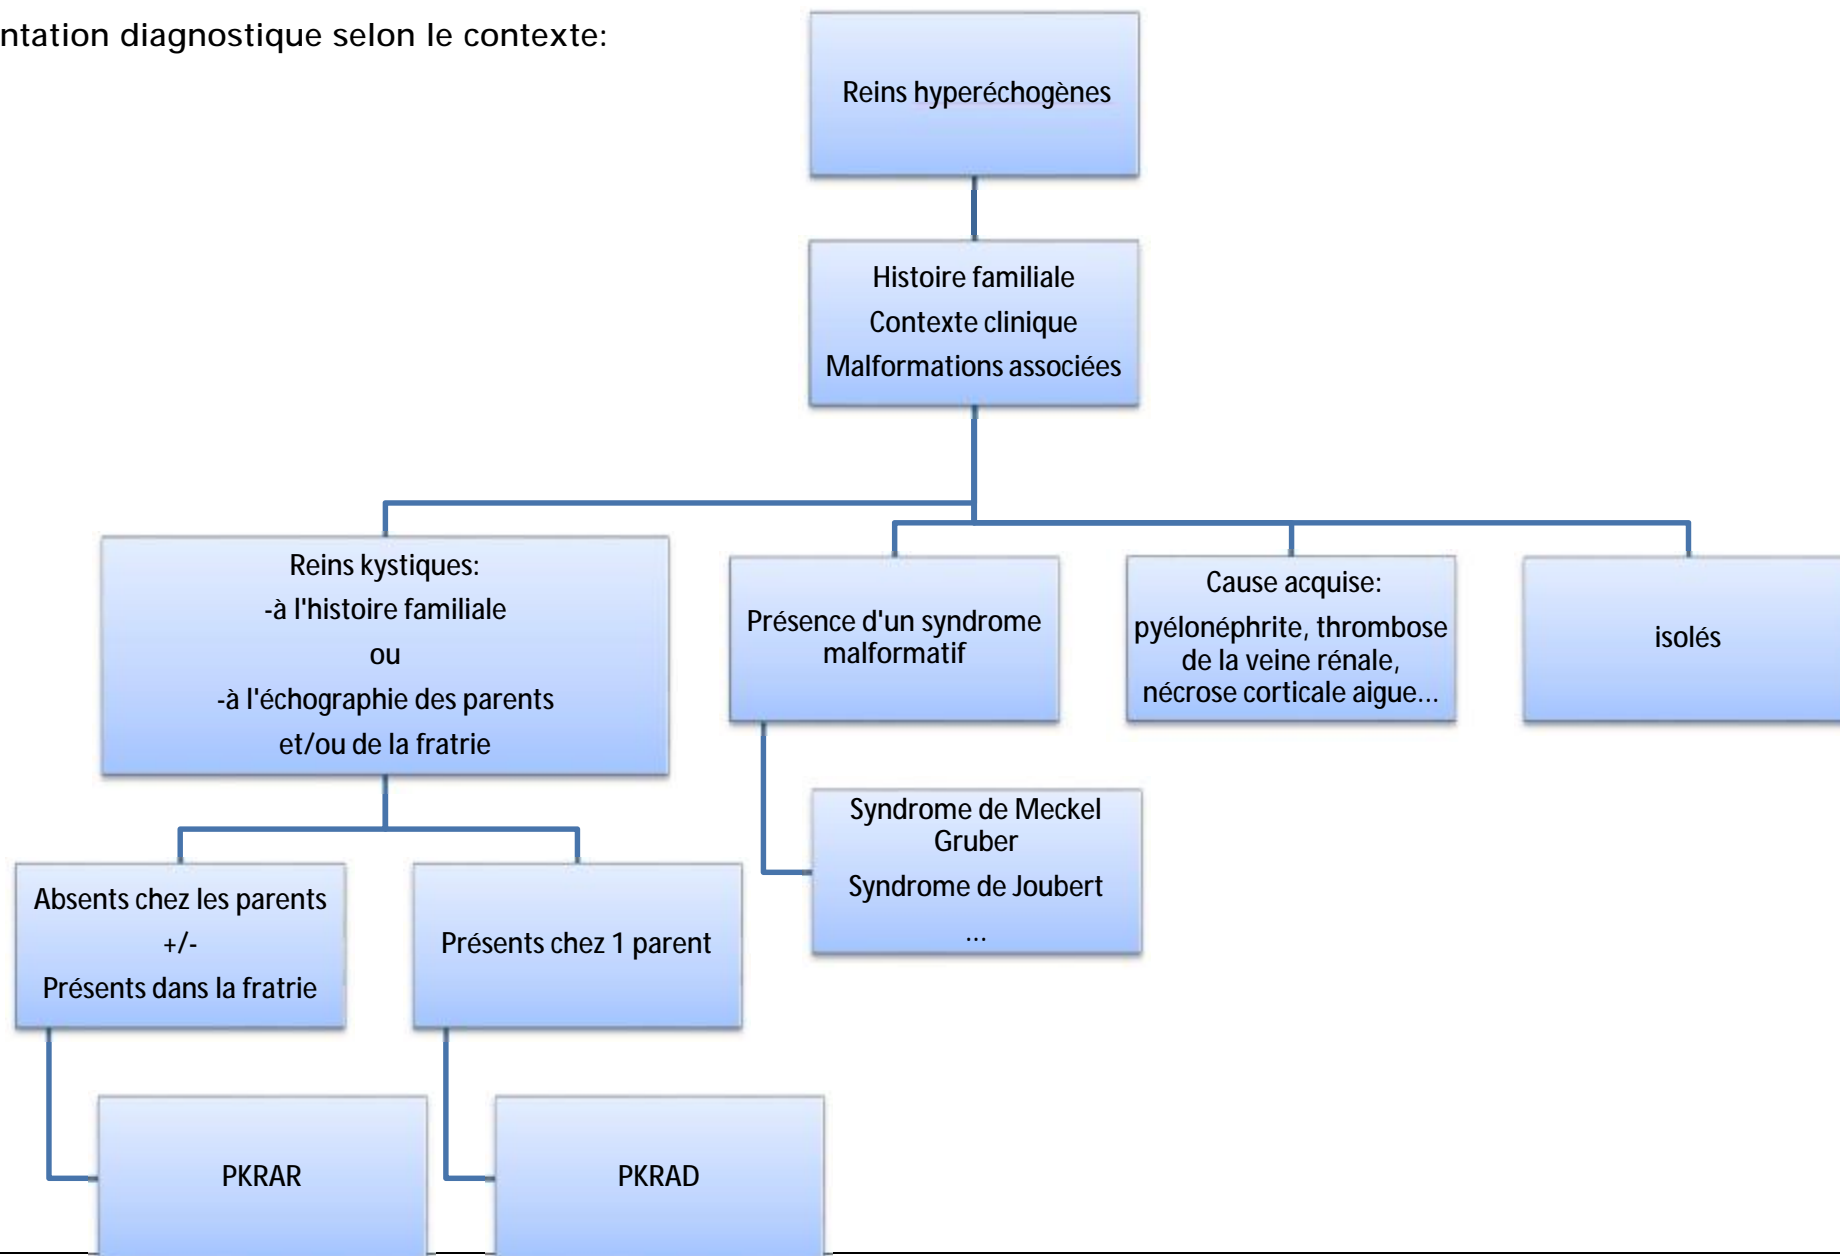 ntation diagnostique selon le contexte:
Reins hyperéchogènes
Histoire familiale
Contexte clinique
Malformations associées
Reins kystiques:
-à l'histoire familiale
ou
-à l'échographie des parents
et/ou de la fratrie
Présence d'un syndrome
malformatif
Cause acquise:
pyélonéphrite, thrombose
de la veine rénale,
nécrose corticale aigue...
isolés
Absents chez les parents
+/-
Présents dans la fratrie
Présents chez 1 parent
Syndrome de Meckel
Gruber
Syndrome de Joubert
...
PKRAR
PKRAD